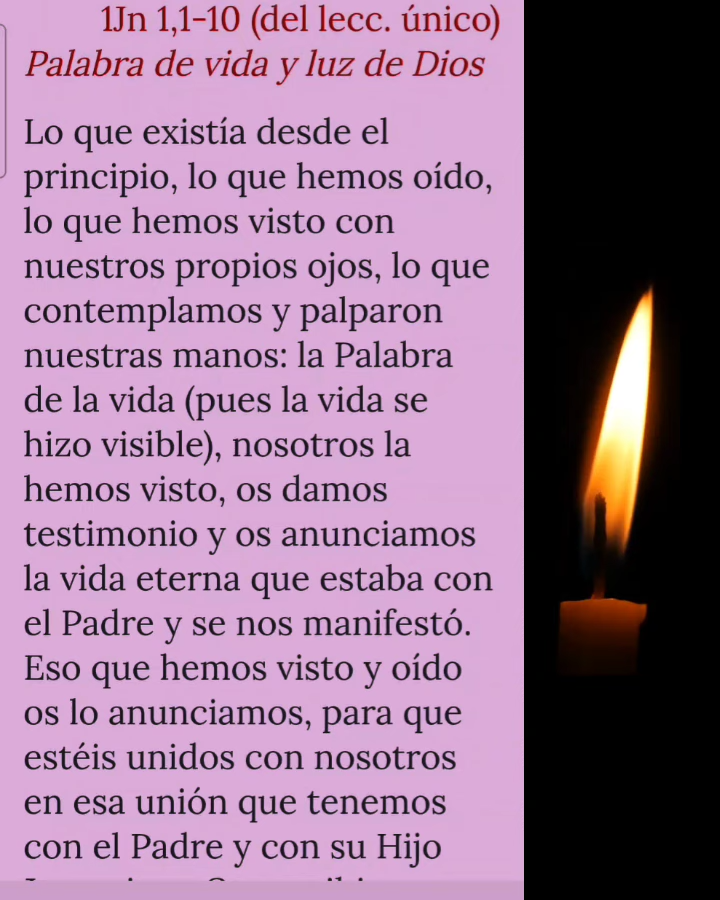 1Jn 1,1-10 (del lecc. único)
Palabra de vida y luz de Dios
Lo que existía desde el
principio, lo que hemos oído,
lo que hemos visto con
nuestros propios ojos, lo que
contemplamos y palparon
nuestras manos: la Palabra
de la vida (pues la vida se
hizo visible), nosotros la
hemos visto, os damos
testimonio y os anunciamos
la vida eterna que estaba con
el Padre y se nos manifestó.
Eso que hemos visto y oído
os lo anunciamos, para que
estéis unidos con nosotros
en esa unión que tenemos
con el Padre y con su Hijo